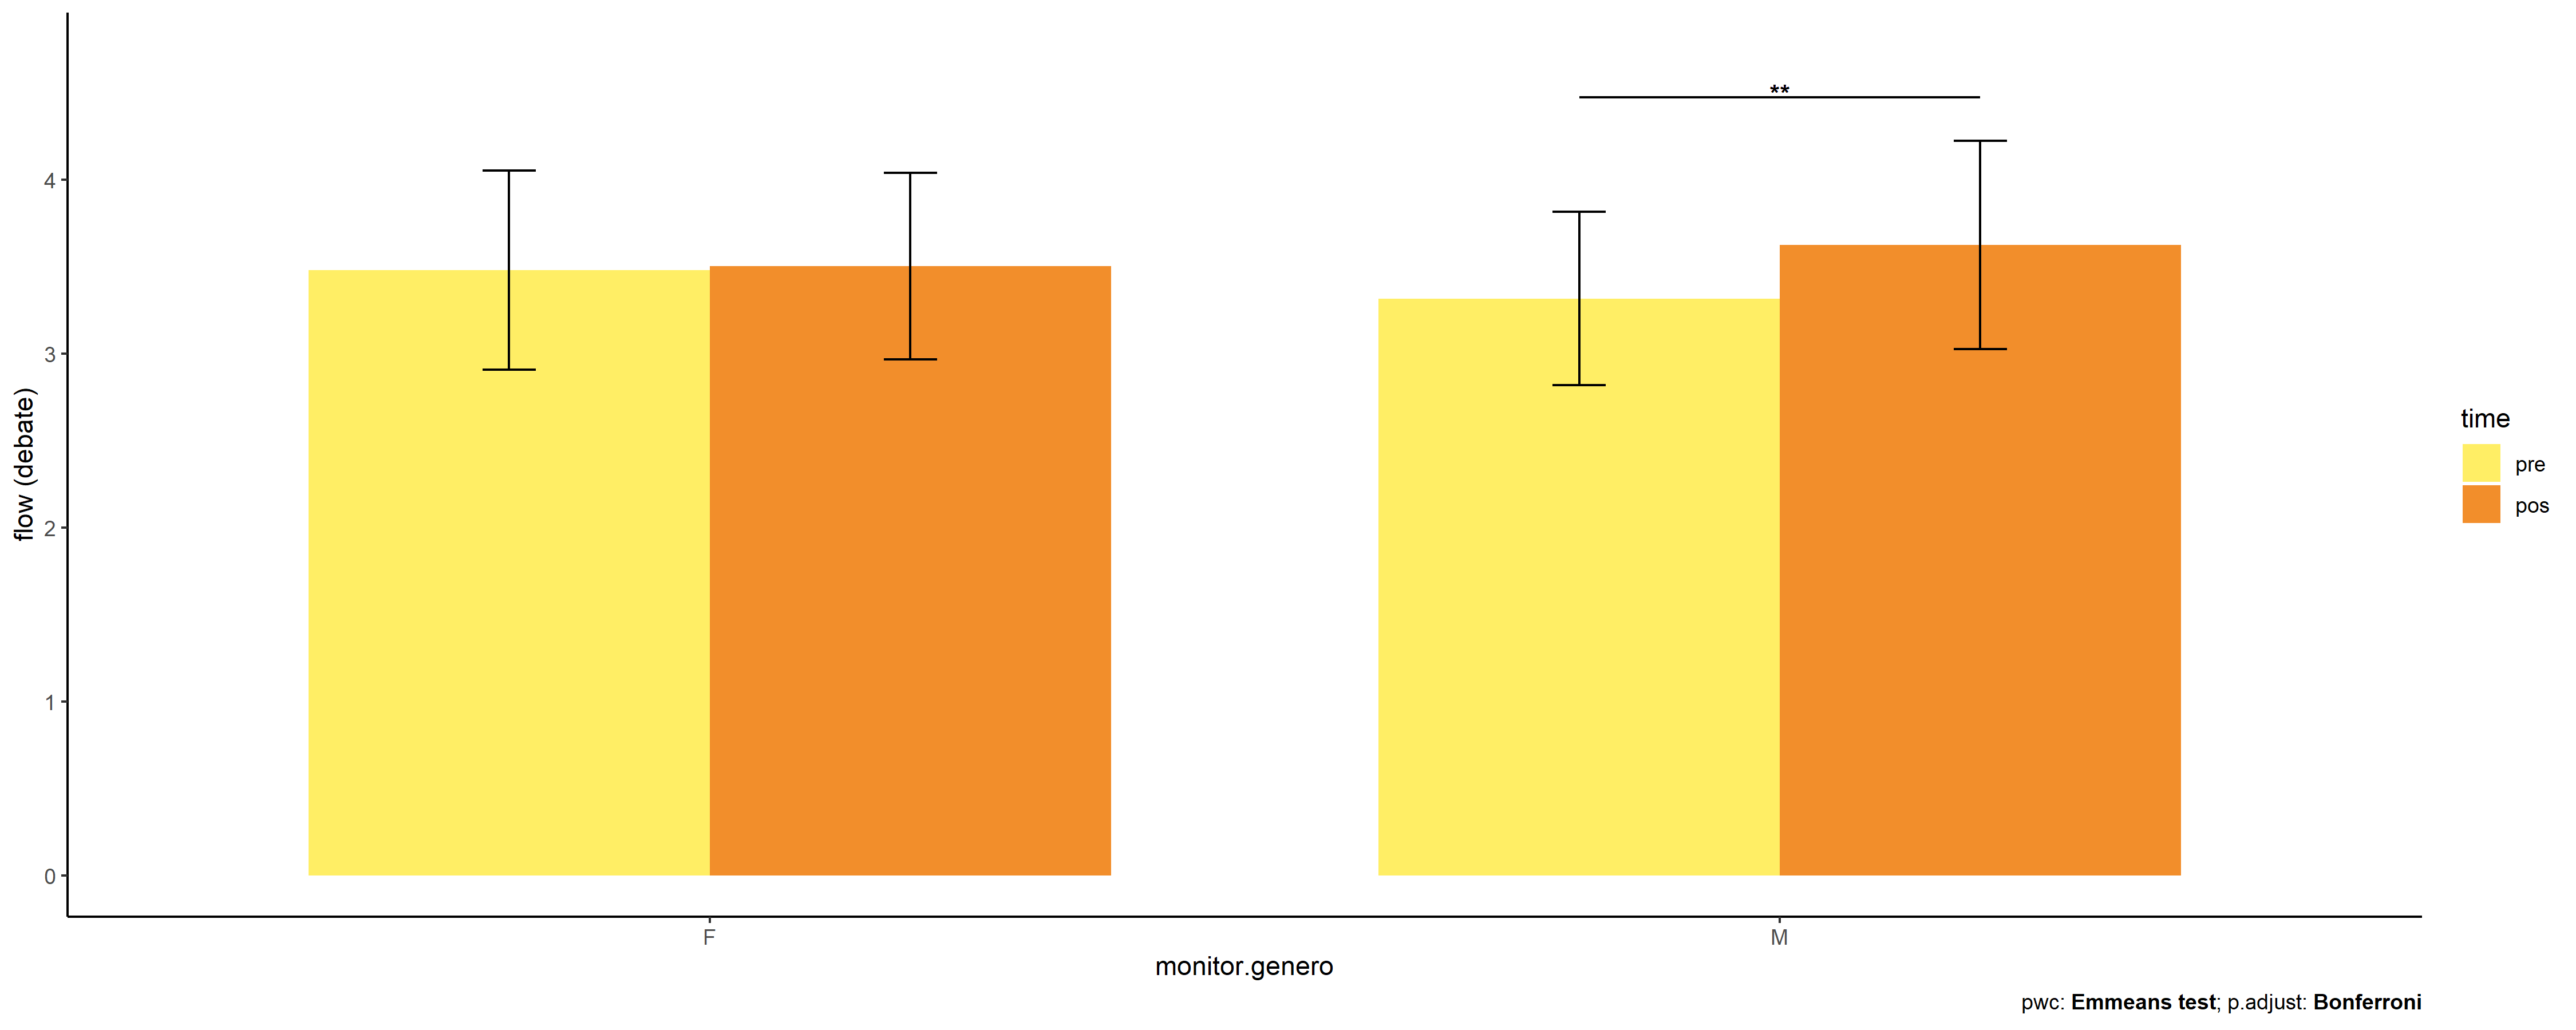 **
4
3
2
1
0
flow (debate)
F
M
monitor.genero
time
pre
pos
pwc: Emmeans test; p.adjust: Bonferroni